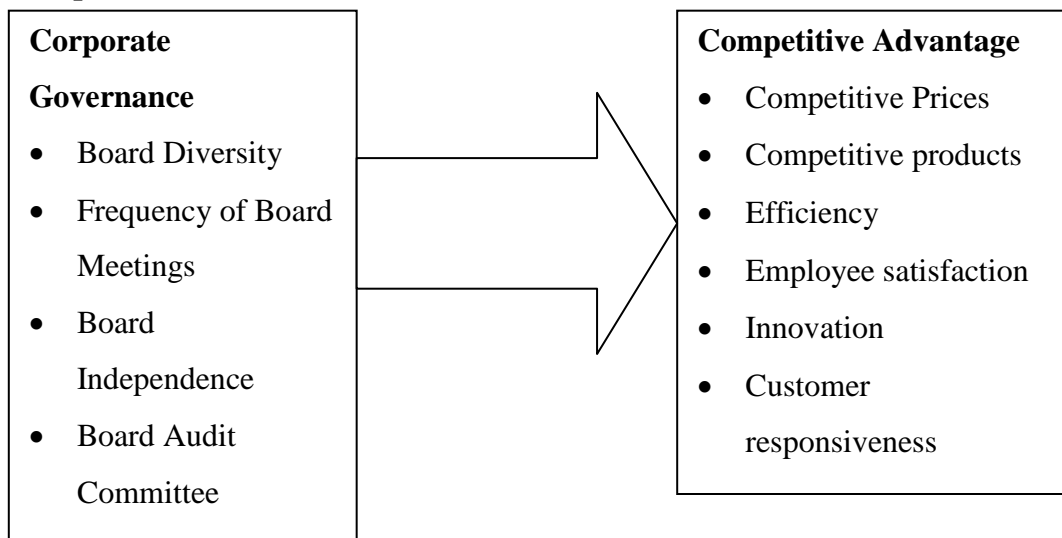 Corporate
Governance
• Board Diversity
• Frequency of Board
Meetings
• Board
Independence
• Board Audit
Committee
Competitive Advantage
• Competitive Prices
• Competitive products
• Efficiency
• Employee satisfaction
• Innovation
• Customer
responsiveness